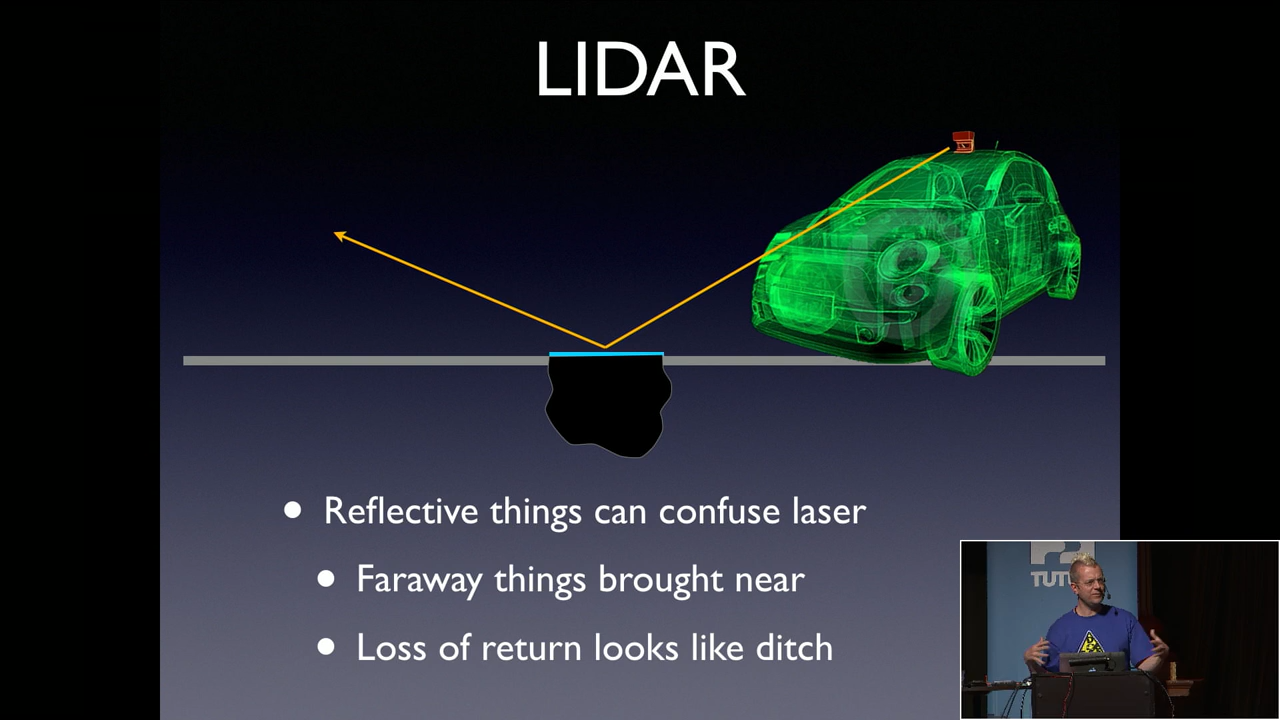 LIDAR
Reflective things can confuse laser
Faraway things brought near
Loss of return looks like ditch